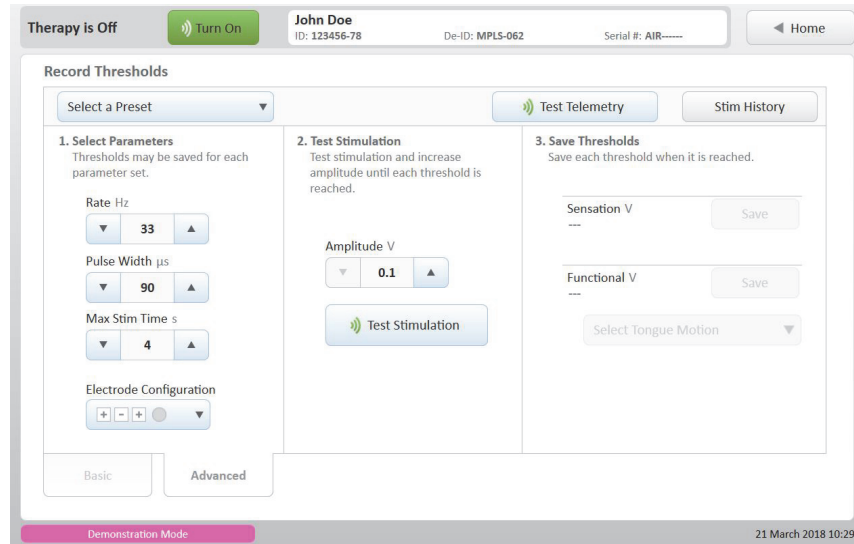 Therapy is Off
Turn On
John Doe
ID: 123456-78
De-ID: MPLS-062
Serial #: AIR------
Home
Record Thresholds
Select a Preset
Test Telemetry
Stim History
1. Select Parameters
Thresholds may be saved for each
parameter set.
Rate Hz
33
Pulse Width μs
90
Max Stim Time s
4
Electrode Configuration
+ - +
2. Test Stimulation
Test stimulation and increase
amplitude until each threshold is
reached.
Amplitude V
0.1
Test Stimulation
3. Save Thresholds
Save each threshold when it is reached.
Sensation V
---
Save
Functional V
---
Save
Select Tongue Motion
Basic
Advanced
Demonstration Mode
21 March 2018 10:29